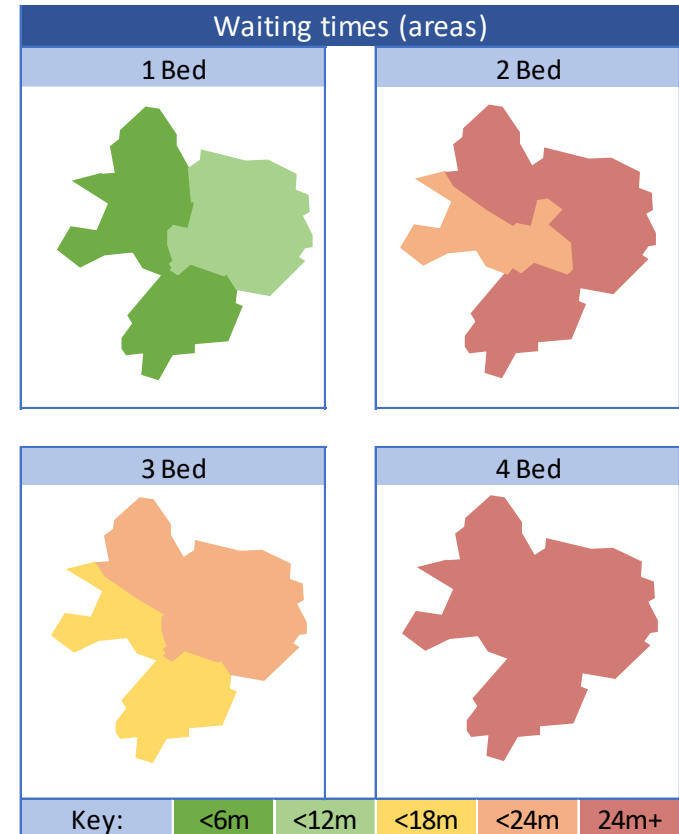 Waiting times (areas)
1 Bed 2 Bed
3 Bed 4 Bed
Key: <6m <12m <18m <24m 24m+